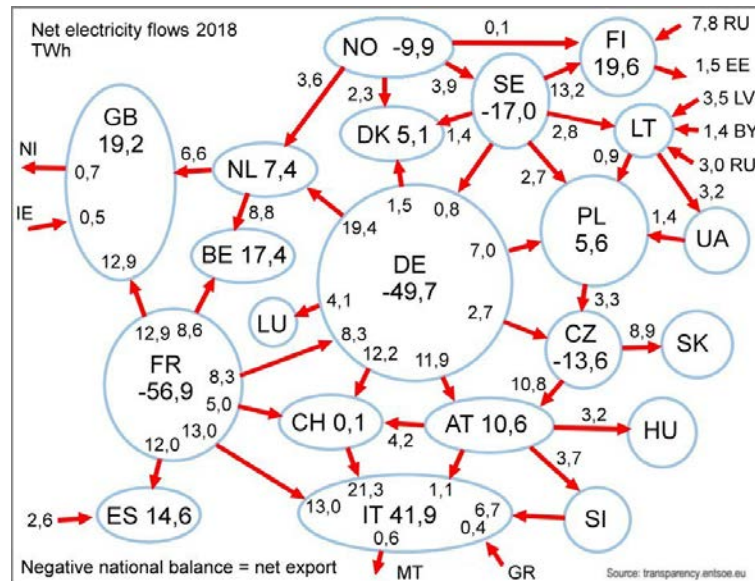 Net electricity flows 2018
TWh
NO -9,9
0,1
FI
19,6
7,8 RU
1,5 EE
3,6
2,3
3,9
SE
-17,0
13,2
3,5 LV
1,4 BY
3,0 RU
GB
19,2
DK 5,1
1,4
2,8
LT
NI
0,7
6,6
NL 7,4
2,7
0,9
3,2
IE
0,5
8,8
19,4
1,5
0,8
PL
5,6
1,4
UA
12,9
BE 17,4
DE
-49,7
7,0
LU
4,1
2,7
3,3
12,9
8,6
8,3
12,2
11,9
CZ
-13,6
8,9
SK
FR
-56,9
8,3
5,0
10,8
12,0
13,0
CH 0,1
4,2
AT 10,6
3,2
HU
3,7
2,6
ES 14,6
13,0
21,3
1,1
IT 41,9
6,7
0,4
SI
0,6
MT
GR
Negative national balance = net export
Source: transparency.entsoe.eu